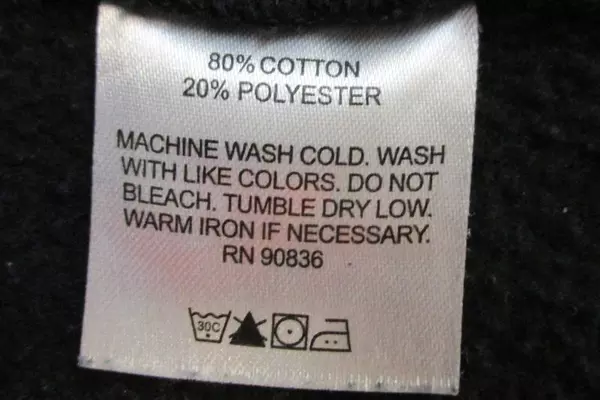 80% COTTON
20% POLYESTER
MACHINE WASH COLD. WASH
WITH LIKE COLORS. DO NOT
BLEACH. TUMBLE DRY LOW.
WARM IRON IF NECESSARY.
RN 90836
30C